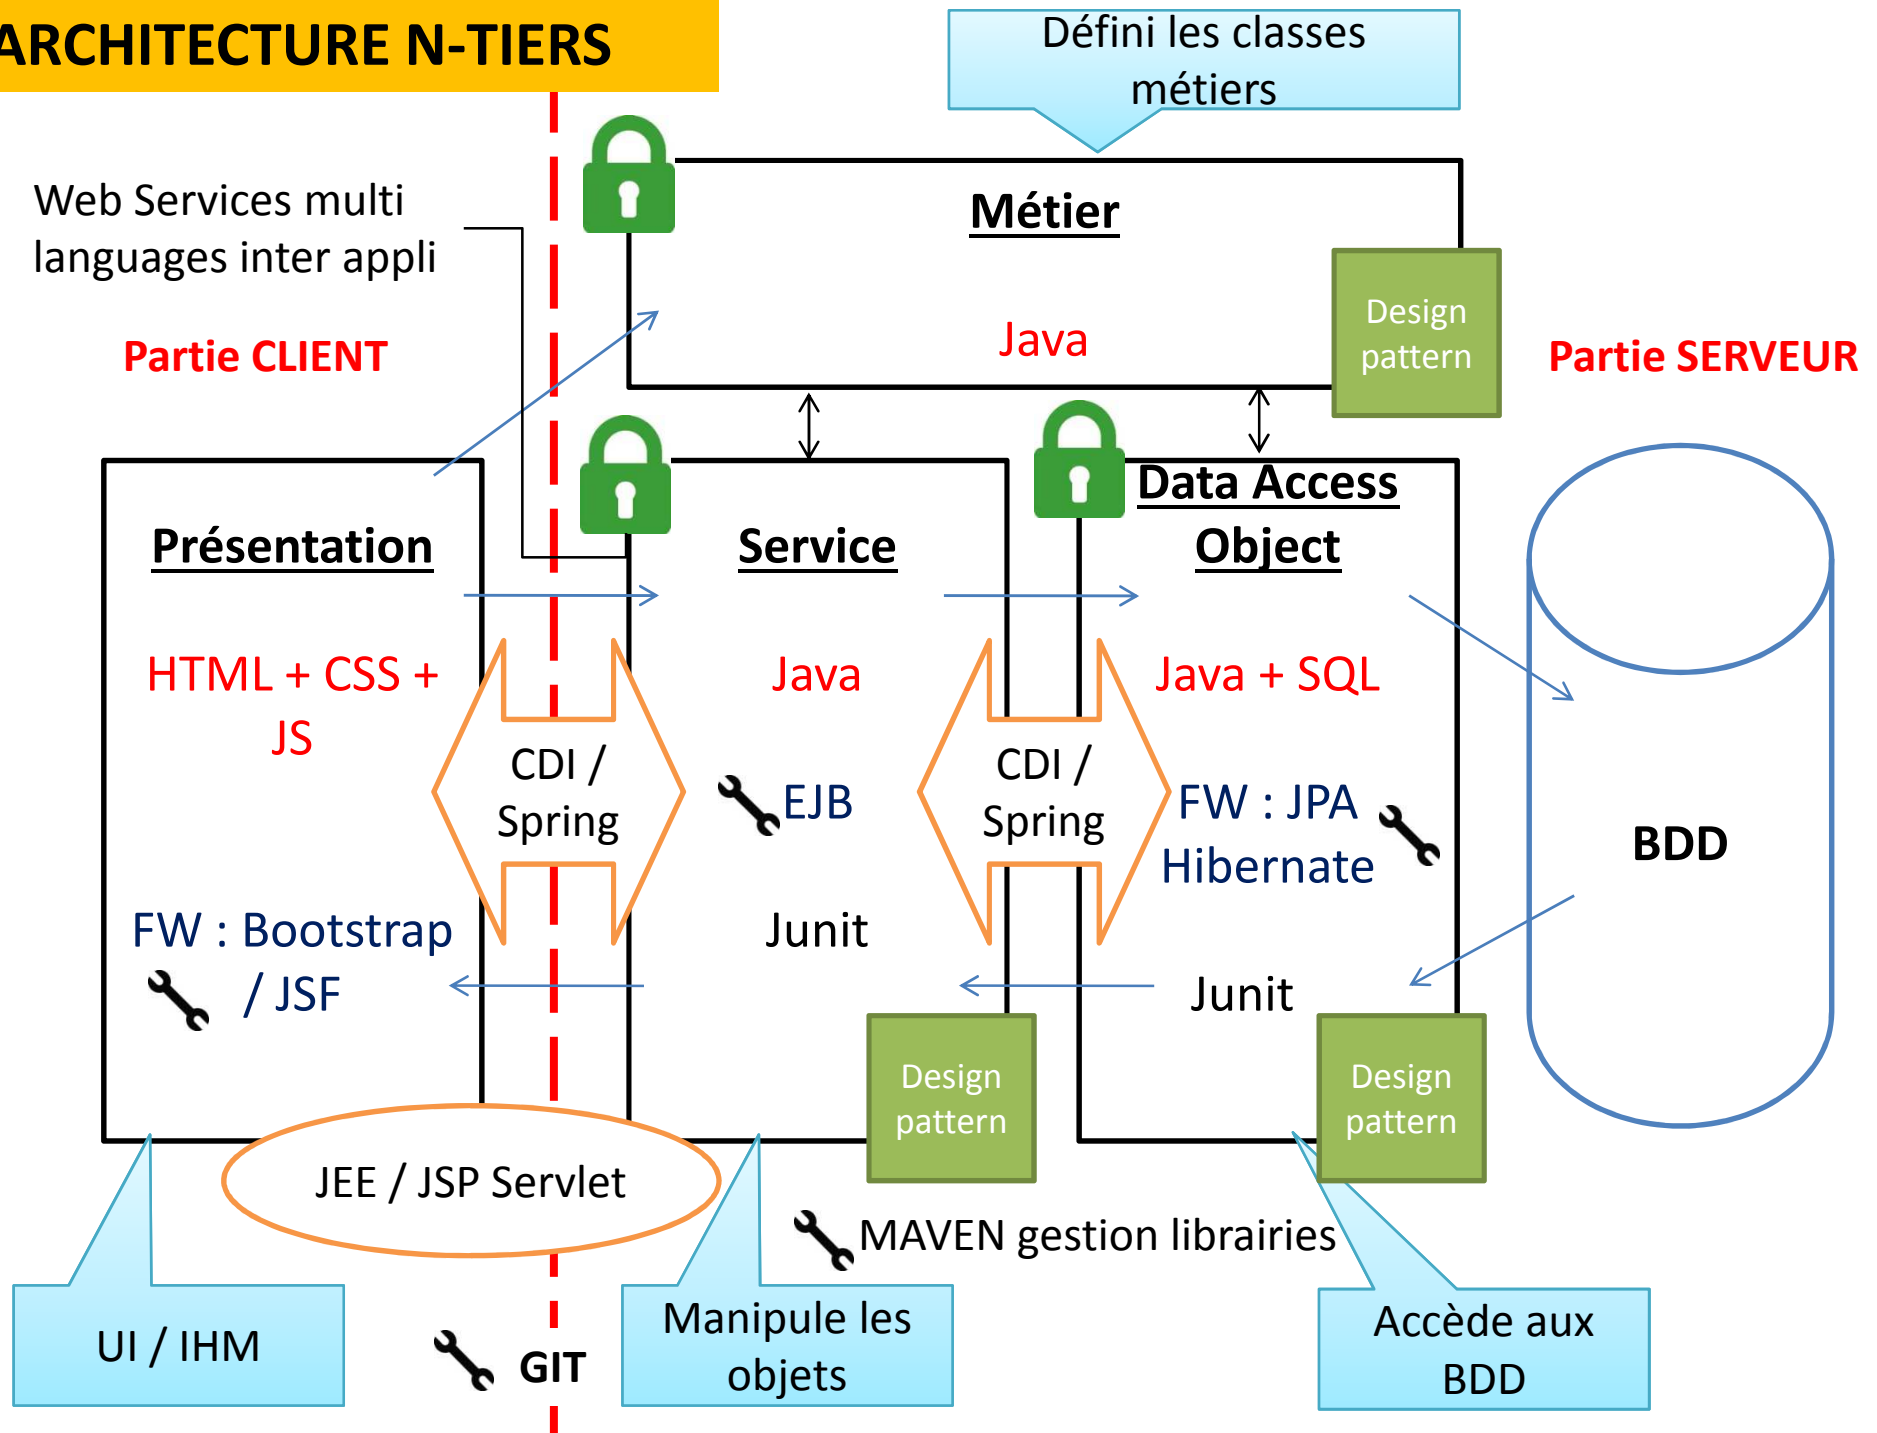 ARCHITECTURE N-TIERS
Défini les classes
métiers
Web Services multi
languages inter appli
Métier
Java
Design
pattern
Partie CLIENT
Partie SERVEUR
Présentation
HTML + CSS +
JS
FW : Bootstrap
/ JSF
CDI /
Spring
Service
Java
EJB
Junit
Design
pattern
CDI /
Spring
Data Access
Object
Java + SQL
FW : JPA
Hibernate
Junit
Design
pattern
BDD
JEE / JSP Servlet
MAVEN gestion librairies
UI / IHM
GIT
Manipule les
objets
Accède aux
BDD